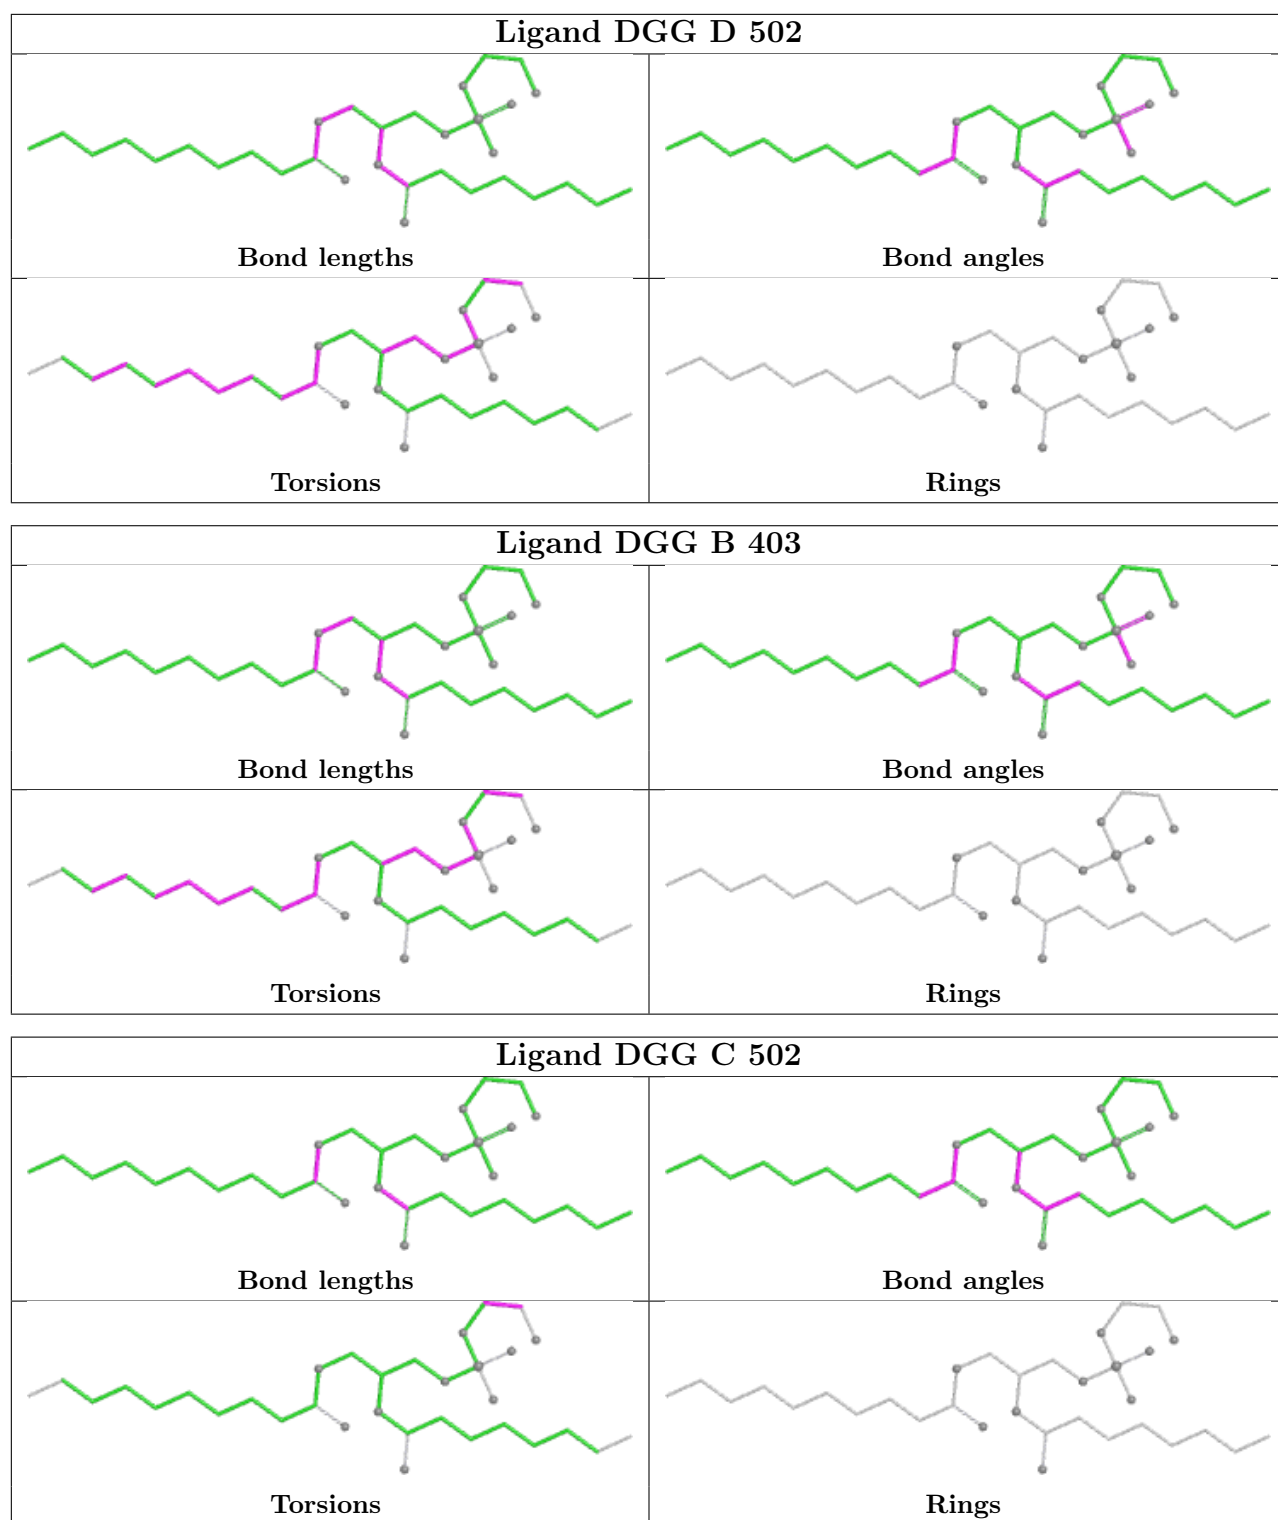 Ligand DGG D 502
Bond lengths
Bond angles
Torsions
Rings
Ligand DGG B 403
Bond lengths
Bond angles
Torsions
Rings
Ligand DGG C 502
Bond lengths
Bond angles
Torsions
Rings